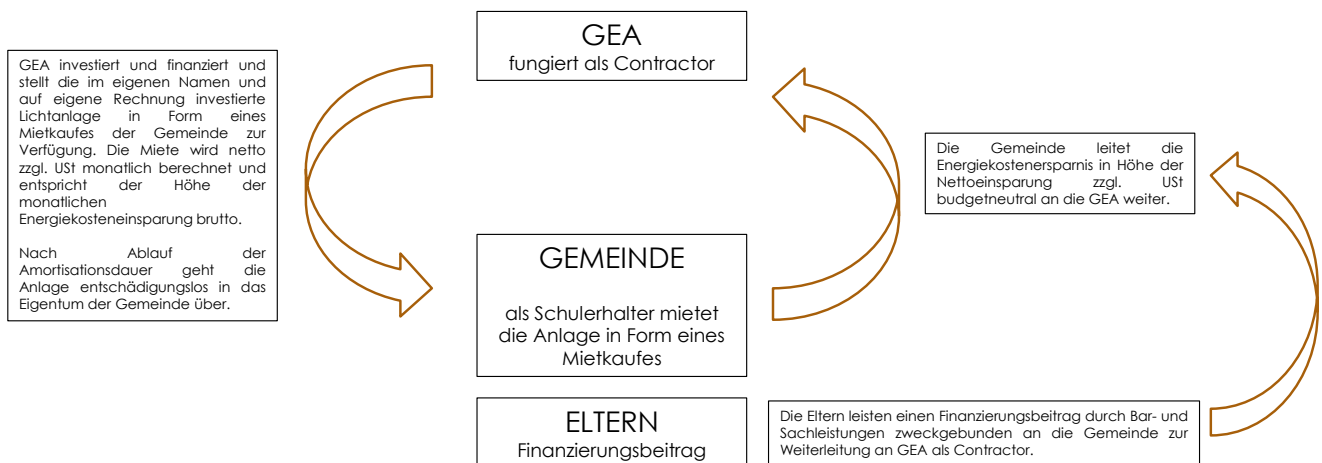 GEA
fungiert als Contractor
GEA investiert und finanziert und
stellt die im eigenen Namen und
auf eigene Rechnung investierte
Lichtanlage in Form eines
Mietkaufes der Gemeinde zur
Verfügung. Die Miete wird netto
zzgl. USt monatlich berechnet und
entspricht der Höhe der
monatlichen
Energiekosteneinsparung brutto.
Nach Ablauf der
Amortisationsdauer geht die
Anlage entschädigungslos in das
Eigentum der Gemeinde über.
Die Gemeinde leitet die
Energiekostenersparnis in Höhe der
Nettoeinsparung zzgl. USt
budgetneutral an die GEA weiter.
GEMEINDE
als Schulerhalter mietet
die Anlage in Form eines
Mietkaufes
ELTERN
Finanzierungsbeitrag
Die Eltern leisten einen Finanzierungsbeitrag durch Bar- und
Sachleistungen zweckgebunden an die Gemeinde zur
Weiterleitung an GEA als Contractor.